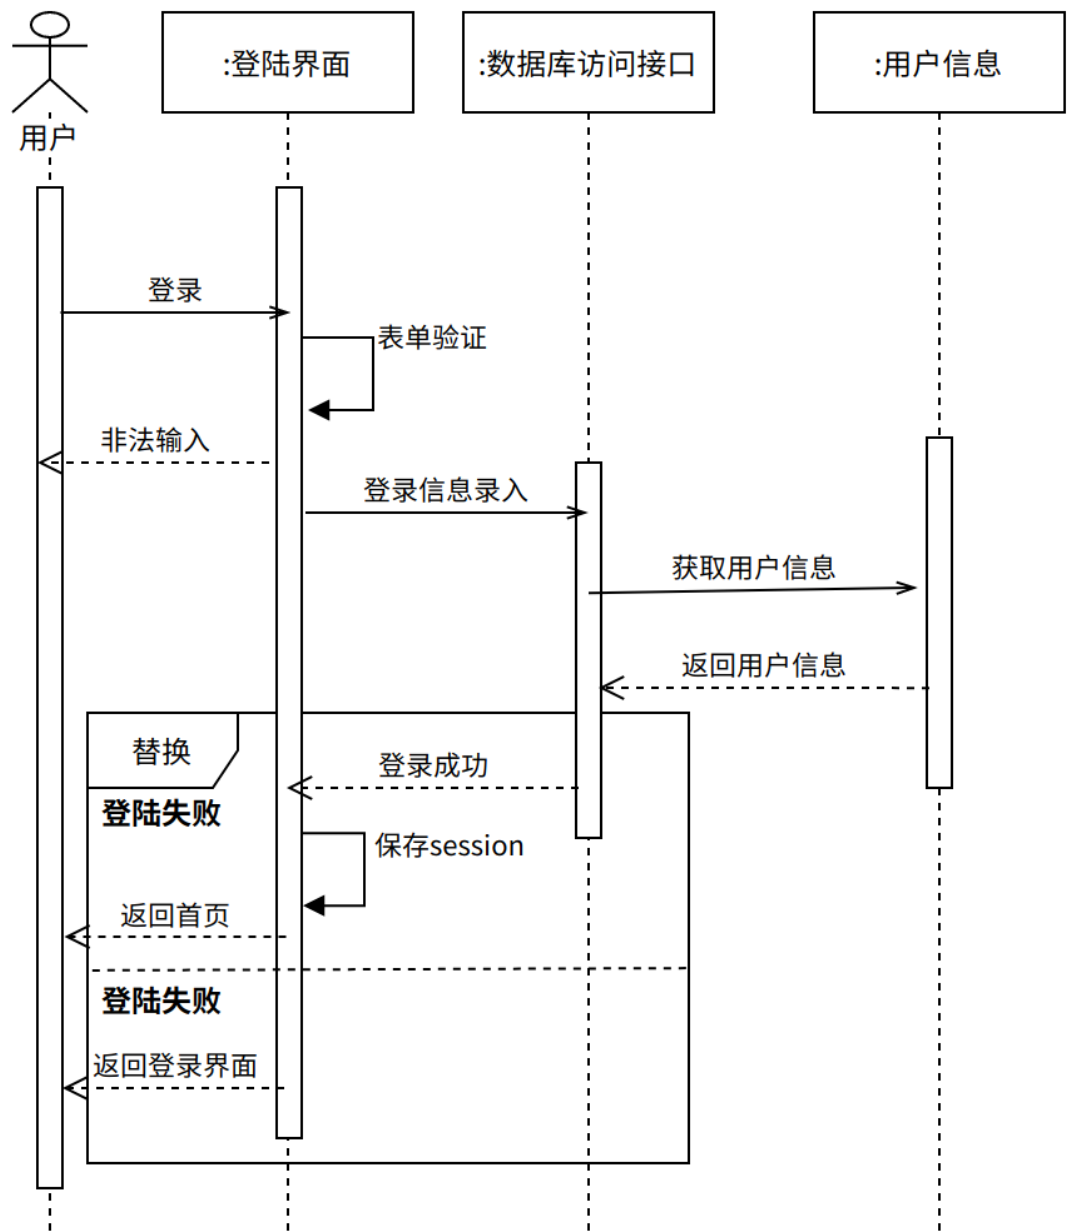 用户
:登陆界面
:数据库访问接口
:用户信息
登录
表单验证
非法输入
登录信息录入
获取用户信息
返回用户信息
替换
登录成功
登陆失败
保存session
返回首页
登陆失败
返回登录界面